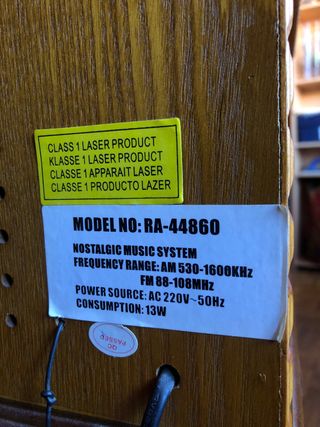 CLASS 1 LASER PRODUCT
KLASSE 1 LASER PRODUCT
CLASSE 1 APPARAIT LASER
CLASSE 1 PRODUCTO LAZER
MODEL NO: RA-44860
NOSTALGIC MUSIC SYSTEM
FREQUENCY RANGE: AM 530-1600KHz
FM 88-108MHz
POWER SOURCE: AC 220V~50Hz
CONSUMPTION: 13W
QC
PASSED